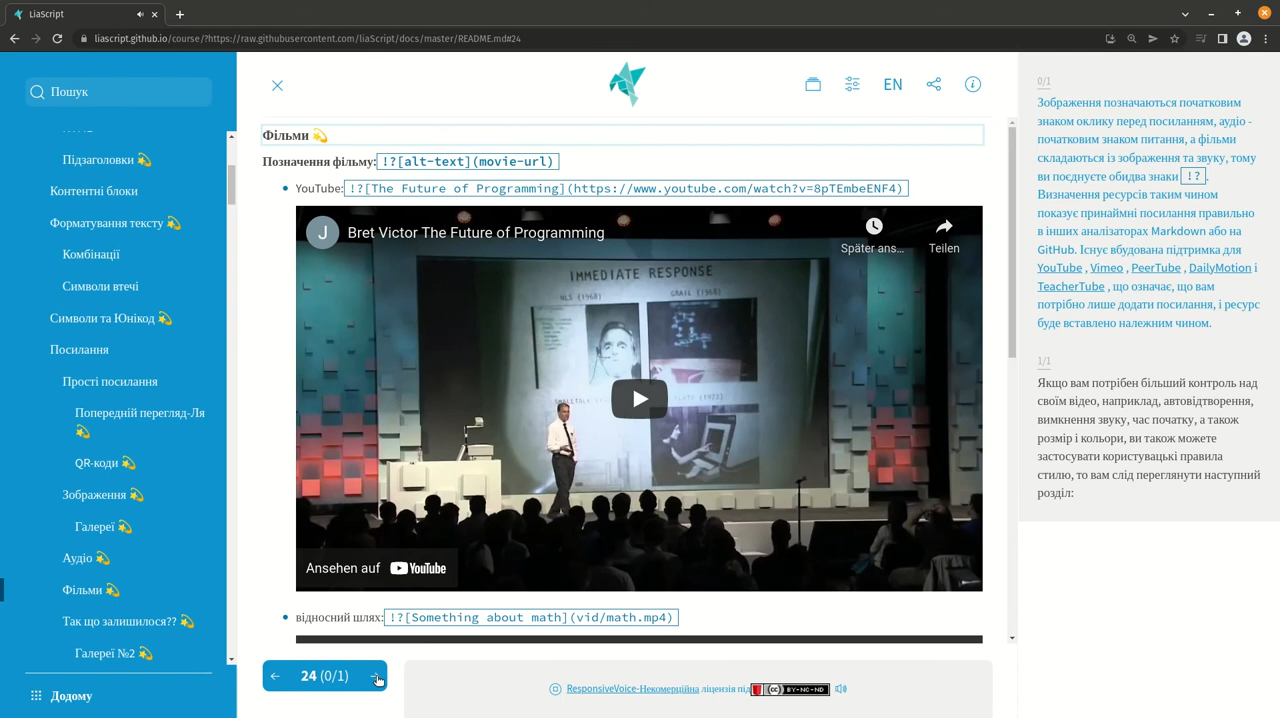 LiaScript
liascript.github.io/course/?https://raw.githubusercontent.com/liaScript/docs/master/README.md#24
Пошук
Підзаголовки 💫
Контентні блоки
Форматування тексту 💫
Комбінації
Символи втечі
Символи та Юнікод 💫
Посилання
Прості посилання
Попередній перегляд-Ля
💫
QR-коди 💫
Зображення 💫
Галереї 💫
Аудіо 💫
Фільми 💫
Так що залишилося?? 💫
Галереї №2 💫
Додому
EN
Фільми 💫
Позначення фільму: !?[alt-text](movie-url)
YouTube: !?[The Future of Programming](https://www.youtube.com/watch?v=8pTEmbeENF4)
J Bret Victor The Future of Programming
Später ans... Teilen
IMMEDIATE RESPONSE
NLS (1968) GRAIL (1968)
Ansehen auf YouTube
відносний шлях: !?[Something about math](vid/math.mp4)
24 (0/1)
ResponsiveVoice-Некомерційна ліцензія під
BY-NC-ND
0/1
Зображення позначаються початковим
знаком оклику перед посиланням, аудіо -
початковим знаком питання, а фільми
складаються із зображення та звуку, тому
ви поєднуєте обидва знаки !? .
Визначення ресурсів таким чином
показує принаймні посилання правильно
в інших аналізаторах Markdown або на
GitHub. Існує вбудована підтримка для
YouTube , Vimeo , PeerTube , DailyMotion і
TeacherTube , що означає, що вам
потрібно лише додати посилання, і ресурс
буде вставлено належним чином.
1/1
Якщо вам потрібен більший контроль над
своїм відео, наприклад, автовідтворення,
вимкнення звуку, час початку, а також
розмір і кольори, ви також можете
застосувати користувацькі правила
стилю, то вам слід переглянути наступний
розділ: